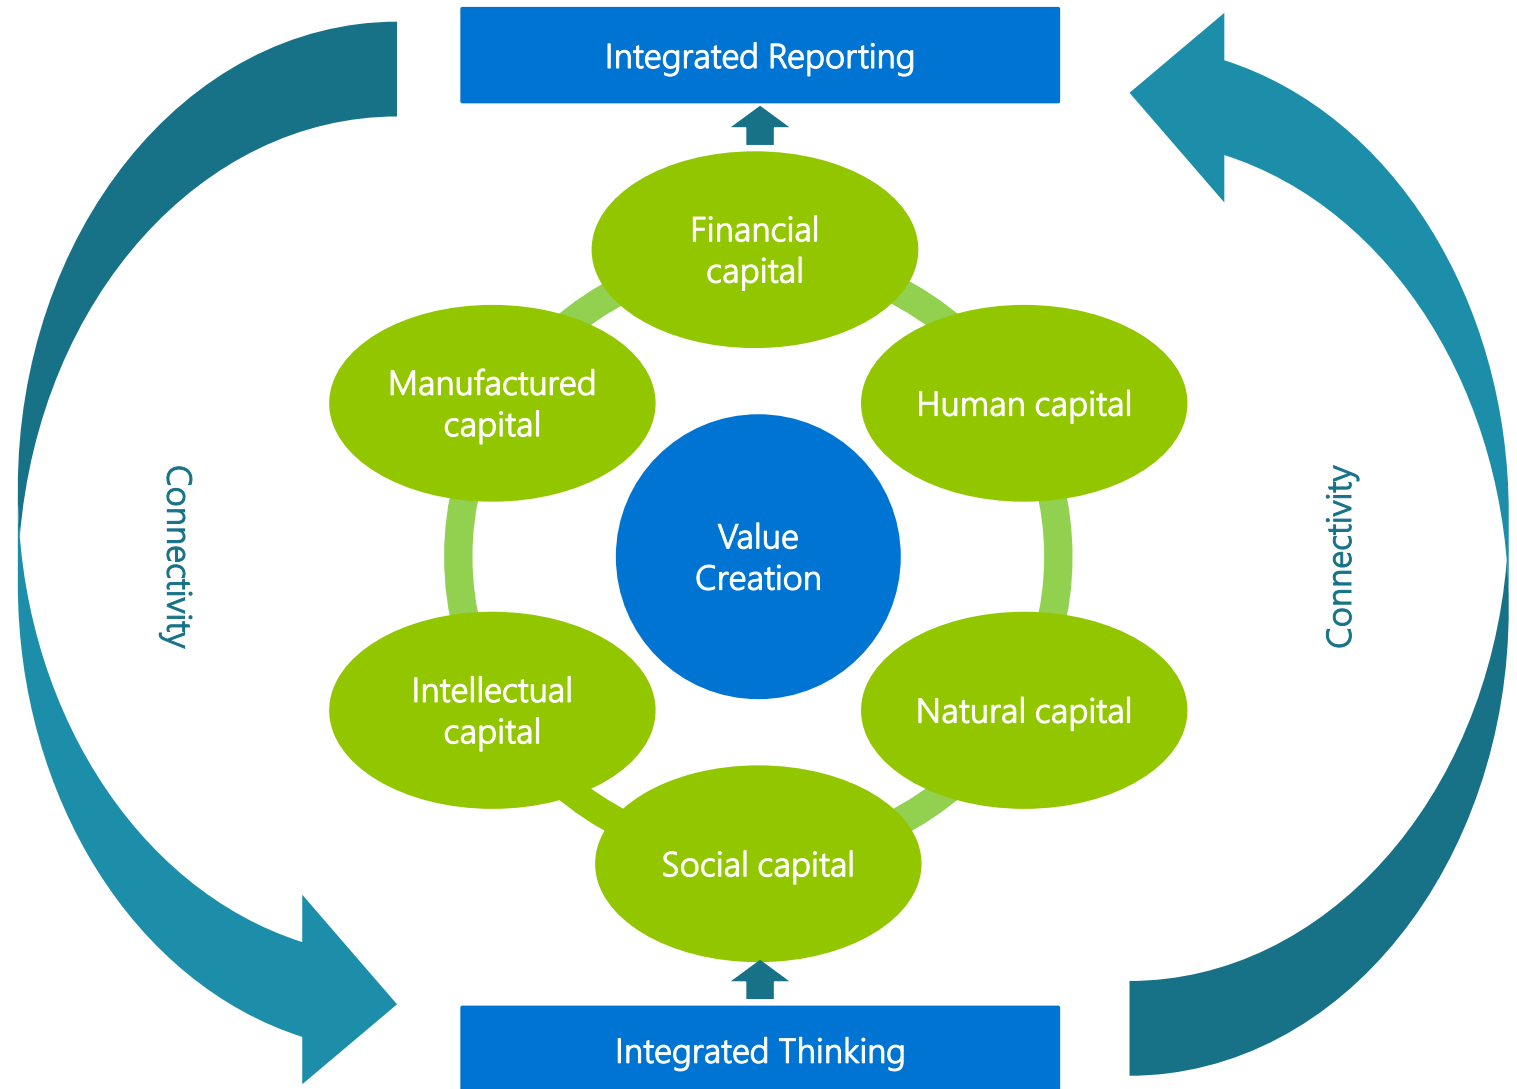 Integrated Reporting
Financial
capital
Manufactured
capital
Human capital
Connectivity
Value
Creation
Connectivity
Intellectual
capital
Natural capital
Social capital
Integrated Thinking